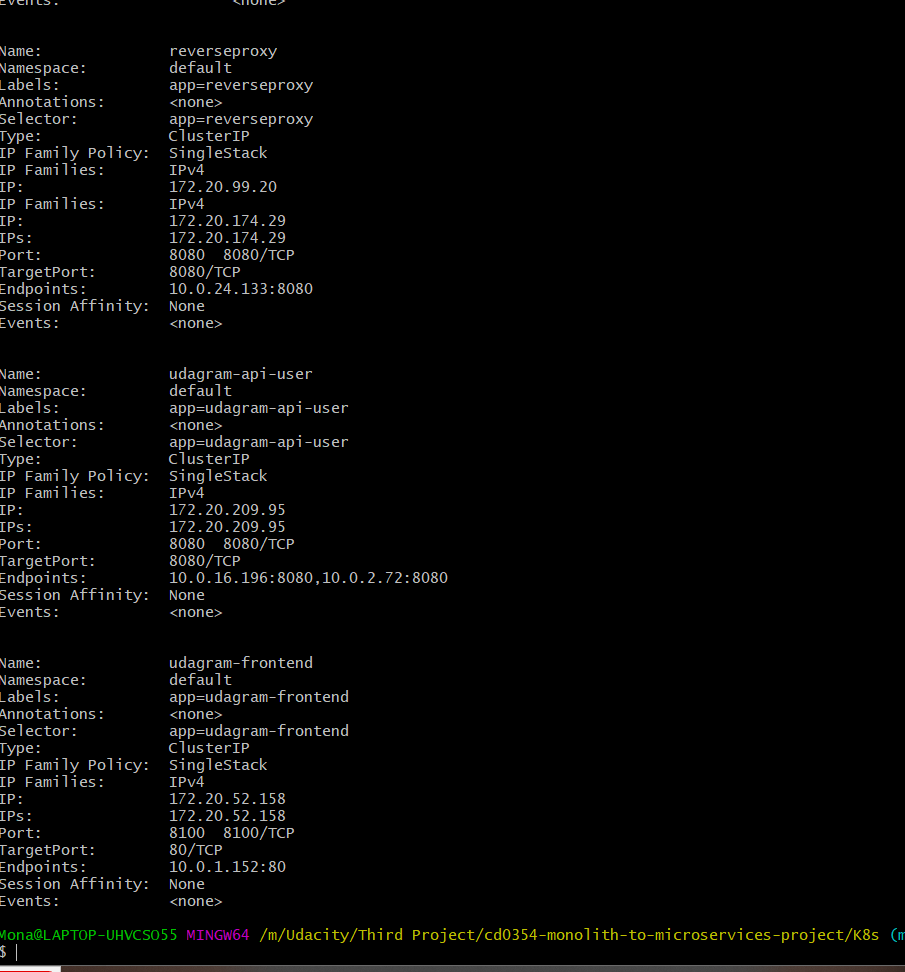 Events: <none>
Name: reverseproxy
Namespace: default
Labels: app=reverseproxy
Annotations: <none>
Selector: app=reverseproxy
Type: ClusterIP
IP Family Policy: SingleStack
IP Families: IPv4
IP: 172.20.99.20
IP Families: IPv4
IP: 172.20.174.29
IPs: 172.20.174.29
Port: 8080 8080/TCP
TargetPort: 8080/TCP
Endpoints: 10.0.24.133:8080
Session Affinity: None
Events: <none>
Name: udagram-api-user
Namespace: default
Labels: app=udagram-api-user
Annotations: <none>
Selector: app=udagram-api-user
Type: ClusterIP
IP Family Policy: SingleStack
IP Families: IPv4
IP: 172.20.209.95
IPs: 172.20.209.95
Port: 8080 8080/TCP
TargetPort: 8080/TCP
Endpoints: 10.0.16.196:8080,10.0.2.72:8080
Session Affinity: None
Events: <none>
Name: udagram-frontend
Namespace: default
Labels: app=udagram-frontend
Annotations: <none>
Selector: app=udagram-frontend
Type: ClusterIP
IP Family Policy: SingleStack
IP Families: IPv4
IP: 172.20.52.158
IPs: 172.20.52.158
Port: 8100 8100/TCP
TargetPort: 80/TCP
Endpoints: 10.0.1.152:80
Session Affinity: None
Events: <none>
Mona@LAPTOP-UHVCSO55 MINGW64 /m/Udacity/Third Project/cd0354-monolith-to-microservices-project/K8s (m
$